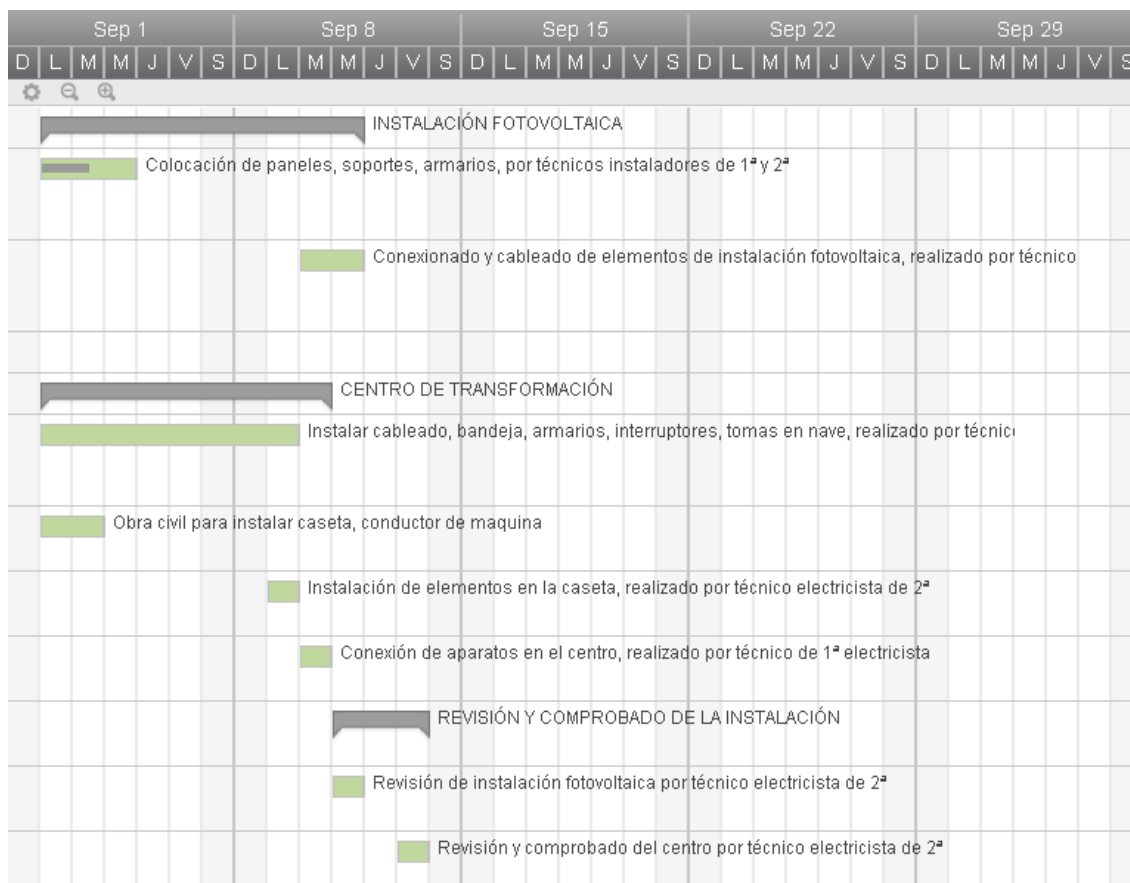 Sep 1 Sep 8 Sep 15 Sep 22 Sep 29
D L M M J V S D L M M J V S D L M M J V S D L M M J V S D L M M J V S
INSTALACIÓN FOTOVOLTAICA
Colocación de paneles, soportes, armarios, por técnicos instaladores de 1ª y 2ª
Conexionado y cableado de elementos de instalación fotovoltaica, realizado por técnico
CENTRO DE TRANSFORMACIÓN
Instalar cableado, bandeja, armarios, interruptores, tomas en nave, realizado por
Obra civil para instalar caseta, conductor de maquina
Instalación de elementos en la caseta, realizado por técnico electricista de 2ª
Conexión de aparatos en el centro, realizado por técnico de 1ª electricista
REVISIÓN Y COMPROBADO DE LA INSTALACIÓN
Revisión de instalación fotovoltaica por técnico electricista de 2ª
Revisión y comprobado del centro por técnico electricista de 2ª